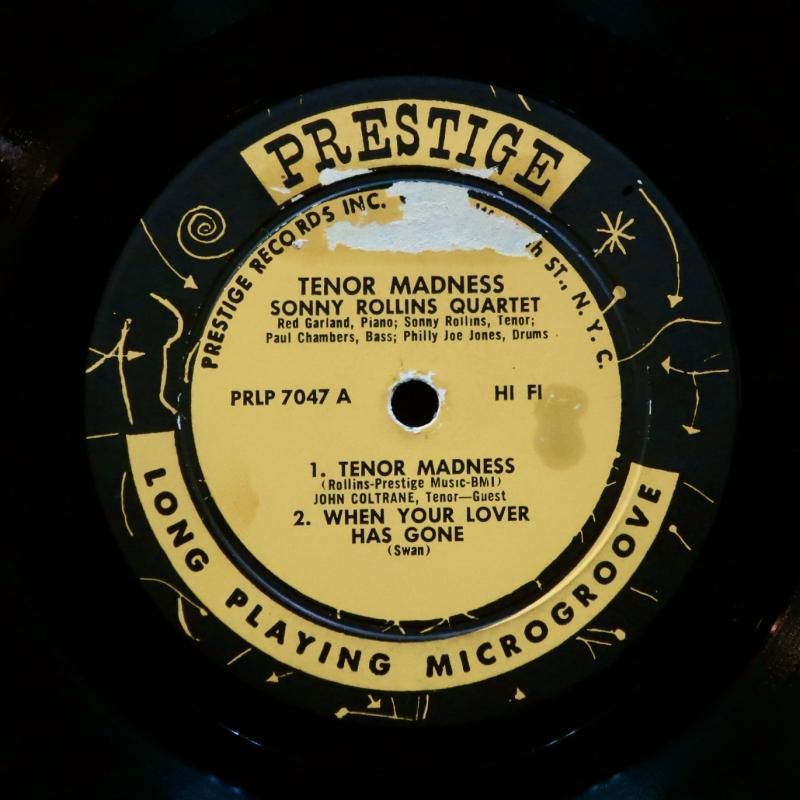 PRESTIGE
PRESTIGE RECORDS INC. ST., N.Y.C.
TENOR MADNESS
SONNY ROLLINS QUARTET
Red Garland, Piano; Sonny Rollins, Tenor;
Paul Chambers, Bass; Philly Joe Jones, Drums
PRLP 7047 A
HI FI
1. TENOR MADNESS
(Rollins-Prestige Music-BMI)
JOHN COLTRANE, Tenor—Guest
2. WHEN YOUR LOVER
HAS GONE
(Swan)
LONG PLAYING MICROGROOVE